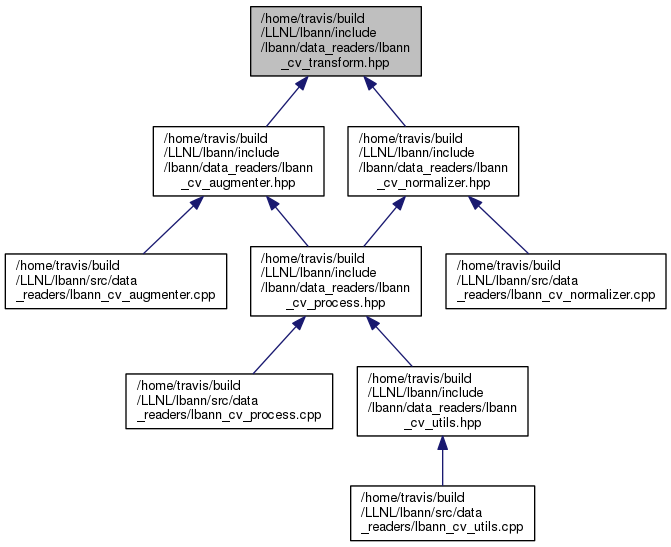 /home/travis/build
/LLNL/lbann/include
/lbann/data_readers/lbann
_cv_transform.hpp
/home/travis/build
/LLNL/lbann/include
/lbann/data_readers/lbann
_cv_augmenter.hpp
/home/travis/build
/LLNL/lbann/include
/lbann/data_readers/lbann
_cv_normalizer.hpp
/home/travis/build
/LLNL/lbann/src/data
_readers/lbann_cv_augmenter.cpp
/home/travis/build
/LLNL/lbann/include
/lbann/data_readers/lbann
_cv_process.hpp
/home/travis/build
/LLNL/lbann/src/data
_readers/lbann_cv_normalizer.cpp
/home/travis/build
/LLNL/lbann/src/data
_readers/lbann_cv_process.cpp
/home/travis/build
/LLNL/lbann/include
/lbann/data_readers/lbann
_cv_utils.hpp
/home/travis/build
/LLNL/lbann/src/data
_readers/lbann_cv_utils.cpp